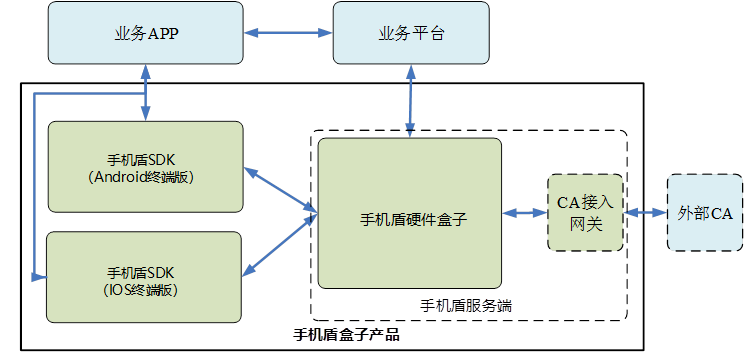 业务APP
业务平台
手机盾SDK
（Android终端版）
手机盾硬件盒子
CA接入
网关
外部CA
手机盾SDK
（IOS终端版）
手机盾服务端
手机盾盒子产品